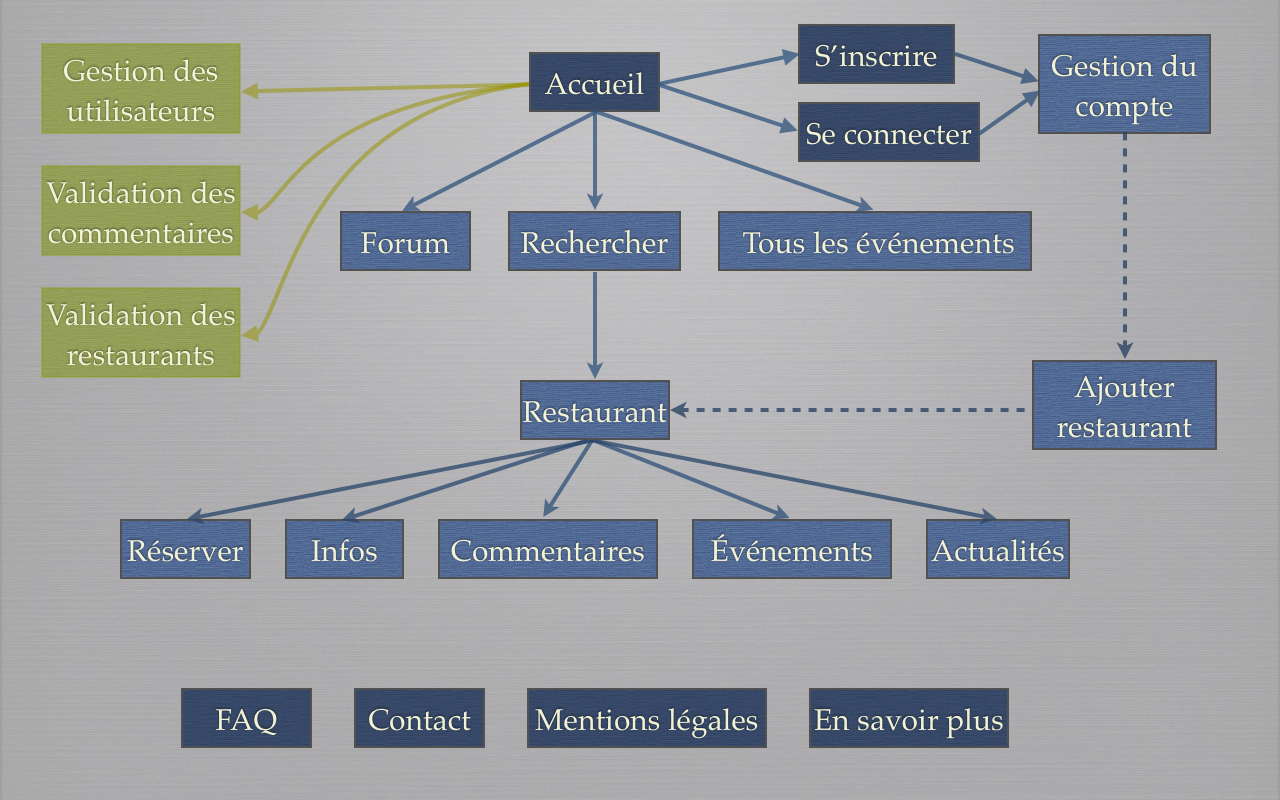 Gestion des
utilisateurs
Validation des
commentaires
Validation des
restaurants
Accueil
S’inscrire
Se connecter
Gestion du
compte
Forum
Rechercher
Tous les événements
Restaurant
Ajouter
restaurant
Réserver
Infos
Commentaires
Événements
Actualités
FAQ
Contact
Mentions légales
En savoir plus